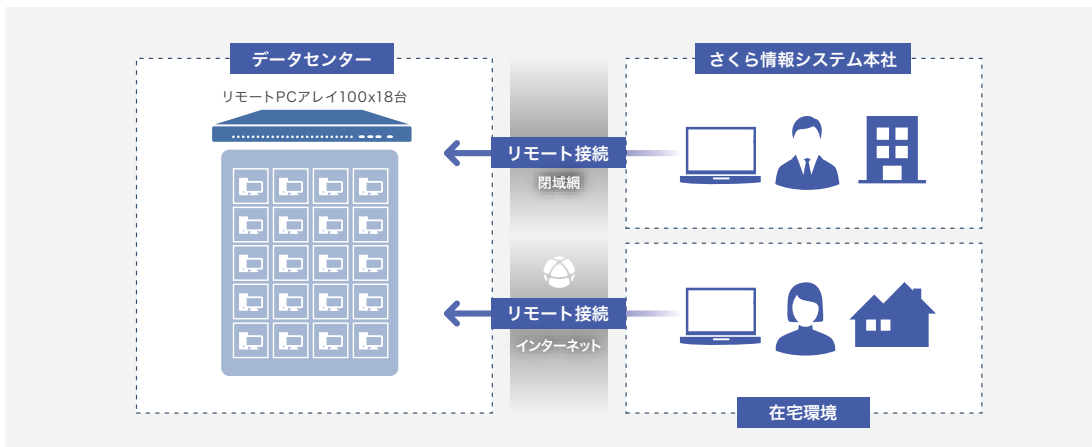 データセンター
リモートPCアレイ100x18台
さくら情報システム本社
リモート接続
閉域網
リモート接続
インターネット
在宅環境